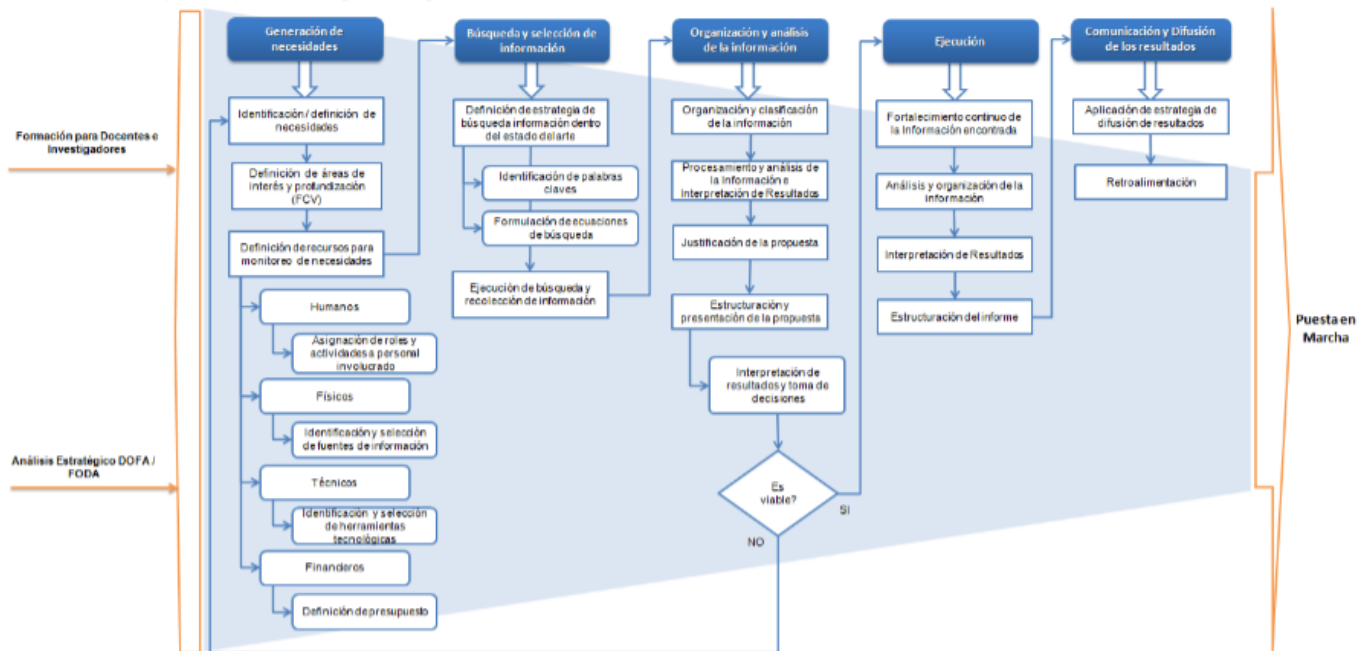 Generación de
necesidades
Búsqueda y selección de
información
Organización y análisis
de la información
Ejecución
Comunicación y Difusión
de los resultados
Formación para Docentes e
Investigadores
Análisis Estratégico DOFA /
FODA
Identificación / definición de
necesidades
Definición de áreas de
interés y profundización
(FCV)
Definición de recursos para
monitoreo de necesidades
Humanos
Asignación de roles y
actividades a personal
involucrado
Físicos
Identificación y selección
de fuentes de información
Técnicos
Identificación y selección
de herramientas
tecnológicas
Financieros
Definición de presupuesto
Definición de estrategia de
búsqueda información dentro
del estado del arte
Identificación de palabras
claves
Formulación de ecuaciones
de búsqueda
Ejecución de búsqueda y
recolección de información
Organización y clasificación
de la información
Procesamiento y análisis de
la Información e
Interpretación de Resultados
Justificación de la propuesta
Estructuración y
presentación de la propuesta
Interpretación de
resultados y toma de
decisiones
Es
viable?
SI
NO
Fortalecimiento continuo de
la Información encontrada
Análisis y organización de la
información
Interpretación de Resultados
Estructuración del informe
Aplicación de estrategia de
difusión de resultados
Retroalimentación
Puesta en
Marcha